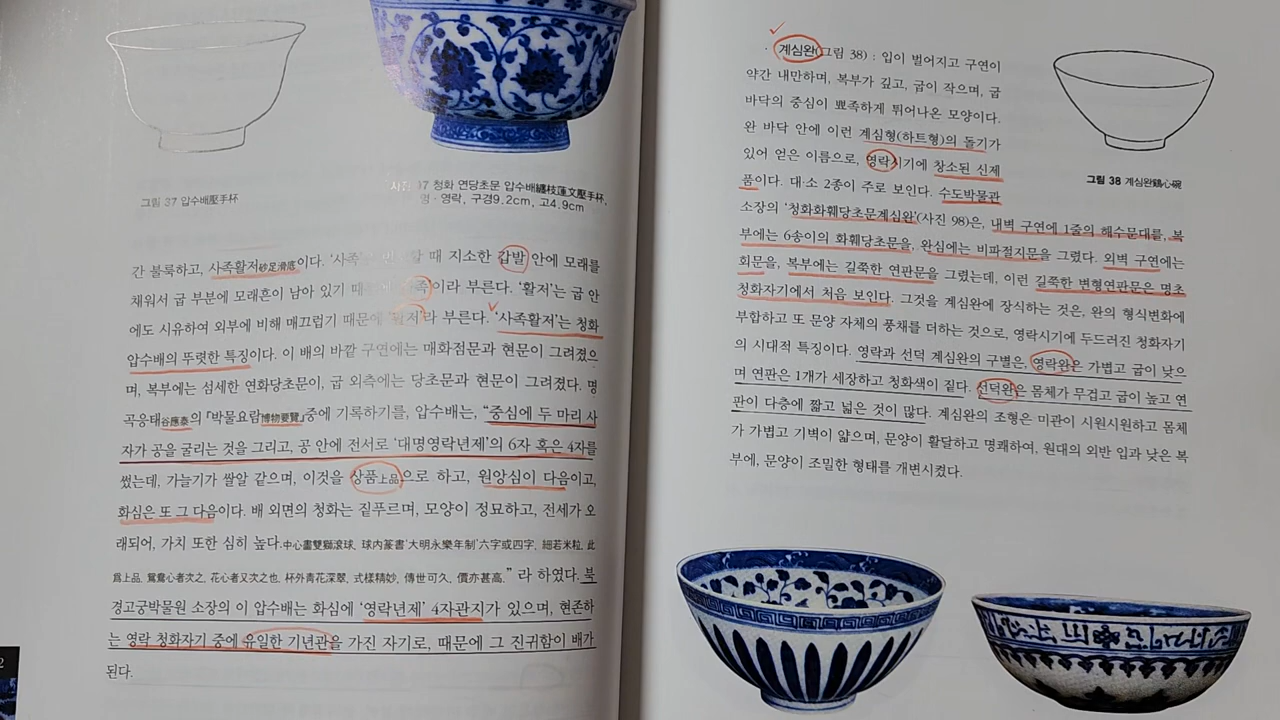 그림 37 압수배壓手杯
17 청화 연당초문 압수배纏枝蓮文壓手杯,
명 · 영락, 구경9.2cm, 고4.9cm
간 불룩하고, 사족활저砂足滑底이다. '사족' 할 때 지소한 갑발 안에 모래를
채워서 굽 부분에 모래흔이 남아 있기 때 족'이라 부른다. '활저'는 굽 안
에도 시유하여 외부에 비해 매끄럽기 때문에 '활저'라 부른다. '사족활저'는 청화
압수배의 뚜렷한 특징이다. 이 배의 바깥 구연에는 매화점문과 현문이 그려졌으
며, 복부에는 섬세한 연화당초문이, 굽 외측에는 당초문과 현문이 그려졌다. 명
곡응태谷應泰의 「박물요람博物要覽」중에 기록하기를, 압수배는, "중심에 두 마리 사
자가 공을 굴리는 것을 그리고, 공 안에 전서로 '대명영락년제'의 6자 혹은 4자를
썼는데, 가늘기가 쌀알 같으며, 이것을 상품上品으로 하고, 원앙심이 다음이고,
화심은 또 그 다음이다. 배 외면의 청화는 짙푸르며, 모양이 정묘하고, 전세가 오
래되어, 가치 또한 심히 높다.中心畫雙獅滾球, 球內篆書'大明永樂年制'六字或四字, 細若米粒, 此
爲上品, 鴛鴦心者次之, 花心者又次之也, 杯外靑花深翠, 式樣精妙, 傳世可久, 價亦甚高." 라 하였다. 북
경고궁박물원 소장의 이 압수배는 화심에 '영락년제' 4자관지가 있으며, 현존하
는 영락 청화자기 중에 유일한 기년관을 가진 자기로, 때문에 그 진귀함이 배가
된다.
2
· 계심완(그림 38) : 입이 벌어지고 구연이
약간 내만하며, 복부가 깊고, 굽이 작으며, 굽
바닥의 중심이 뾰족하게 튀어나온 모양이다.
완 바닥 안에 이런 계심형(하트형)의 돌기가
있어 얻은 이름으로, 영락시기에 창소된 신제
품이다. 대·소 2종이 주로 보인다. 수도박물관
소장의 '청화화훼당초문계심완'(사진 98)은, 내벽 구연에 1줄의 해수문대를, 복
부에는 6송이의 화훼당초문을, 완심에는 비파절지문을 그렸다. 외벽 구연에는
회문을, 복부에는 길쭉한 연판문을 그렸는데, 이런 길쭉한 변형연판문은 명초
청화자기에서 처음 보인다. 그것을 계심완에 장식하는 것은, 완의 형식변화에
부합하고 또 문양 자체의 풍채를 더하는 것으로, 영락시기에 두드러진 청화자기
의 시대적 특징이다. 영락과 선덕 계심완의 구별은, 영락완은 가볍고 굽이 낮으
며 연판은 1개가 세장하고 청화색이 짙다. 선덕완은 몸체가 무겁고 굽이 높고 연
판이 다층에 짧고 넓은 것이 많다. 계심완의 조형은 미관이 시원시원하고 몸체
가 가볍고 기벽이 얇으며, 문양이 활달하고 명쾌하여, 원대의 외반 입과 낮은 복
부에, 문양이 조밀한 형태를 개변시켰다.
그림 38 계심완鷄心碗